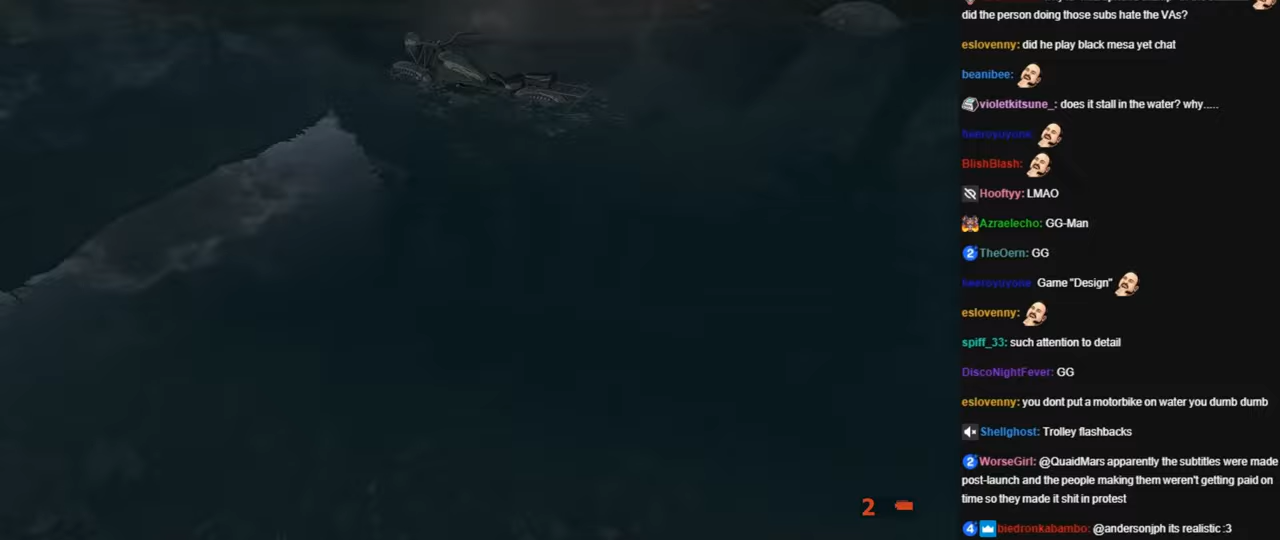 did the person doing those subs hate the VAs?
eslovenny: did he play black mesa yet chat
beanibee:
violetkitsune_: does it stall in the water? why.....
BlishBlash:
Hooftyy: LMAO
Azraelecho: GG-Man
2 TheOern: GG
Game "Design"
eslovenny:
spiff_33: such attention to detail
DiscoNightFever: GG
eslovenny: you dont put a motorbike on water you dumb dumb
Shellghost: Trolley flashbacks
2 WorseGirl: @QuaidMars apparently the subtitles were made
post-launch and the people making them weren't getting paid on
time so they made it shit in protest
4 biedronkabambo: @andersonjph its realistic :3
2